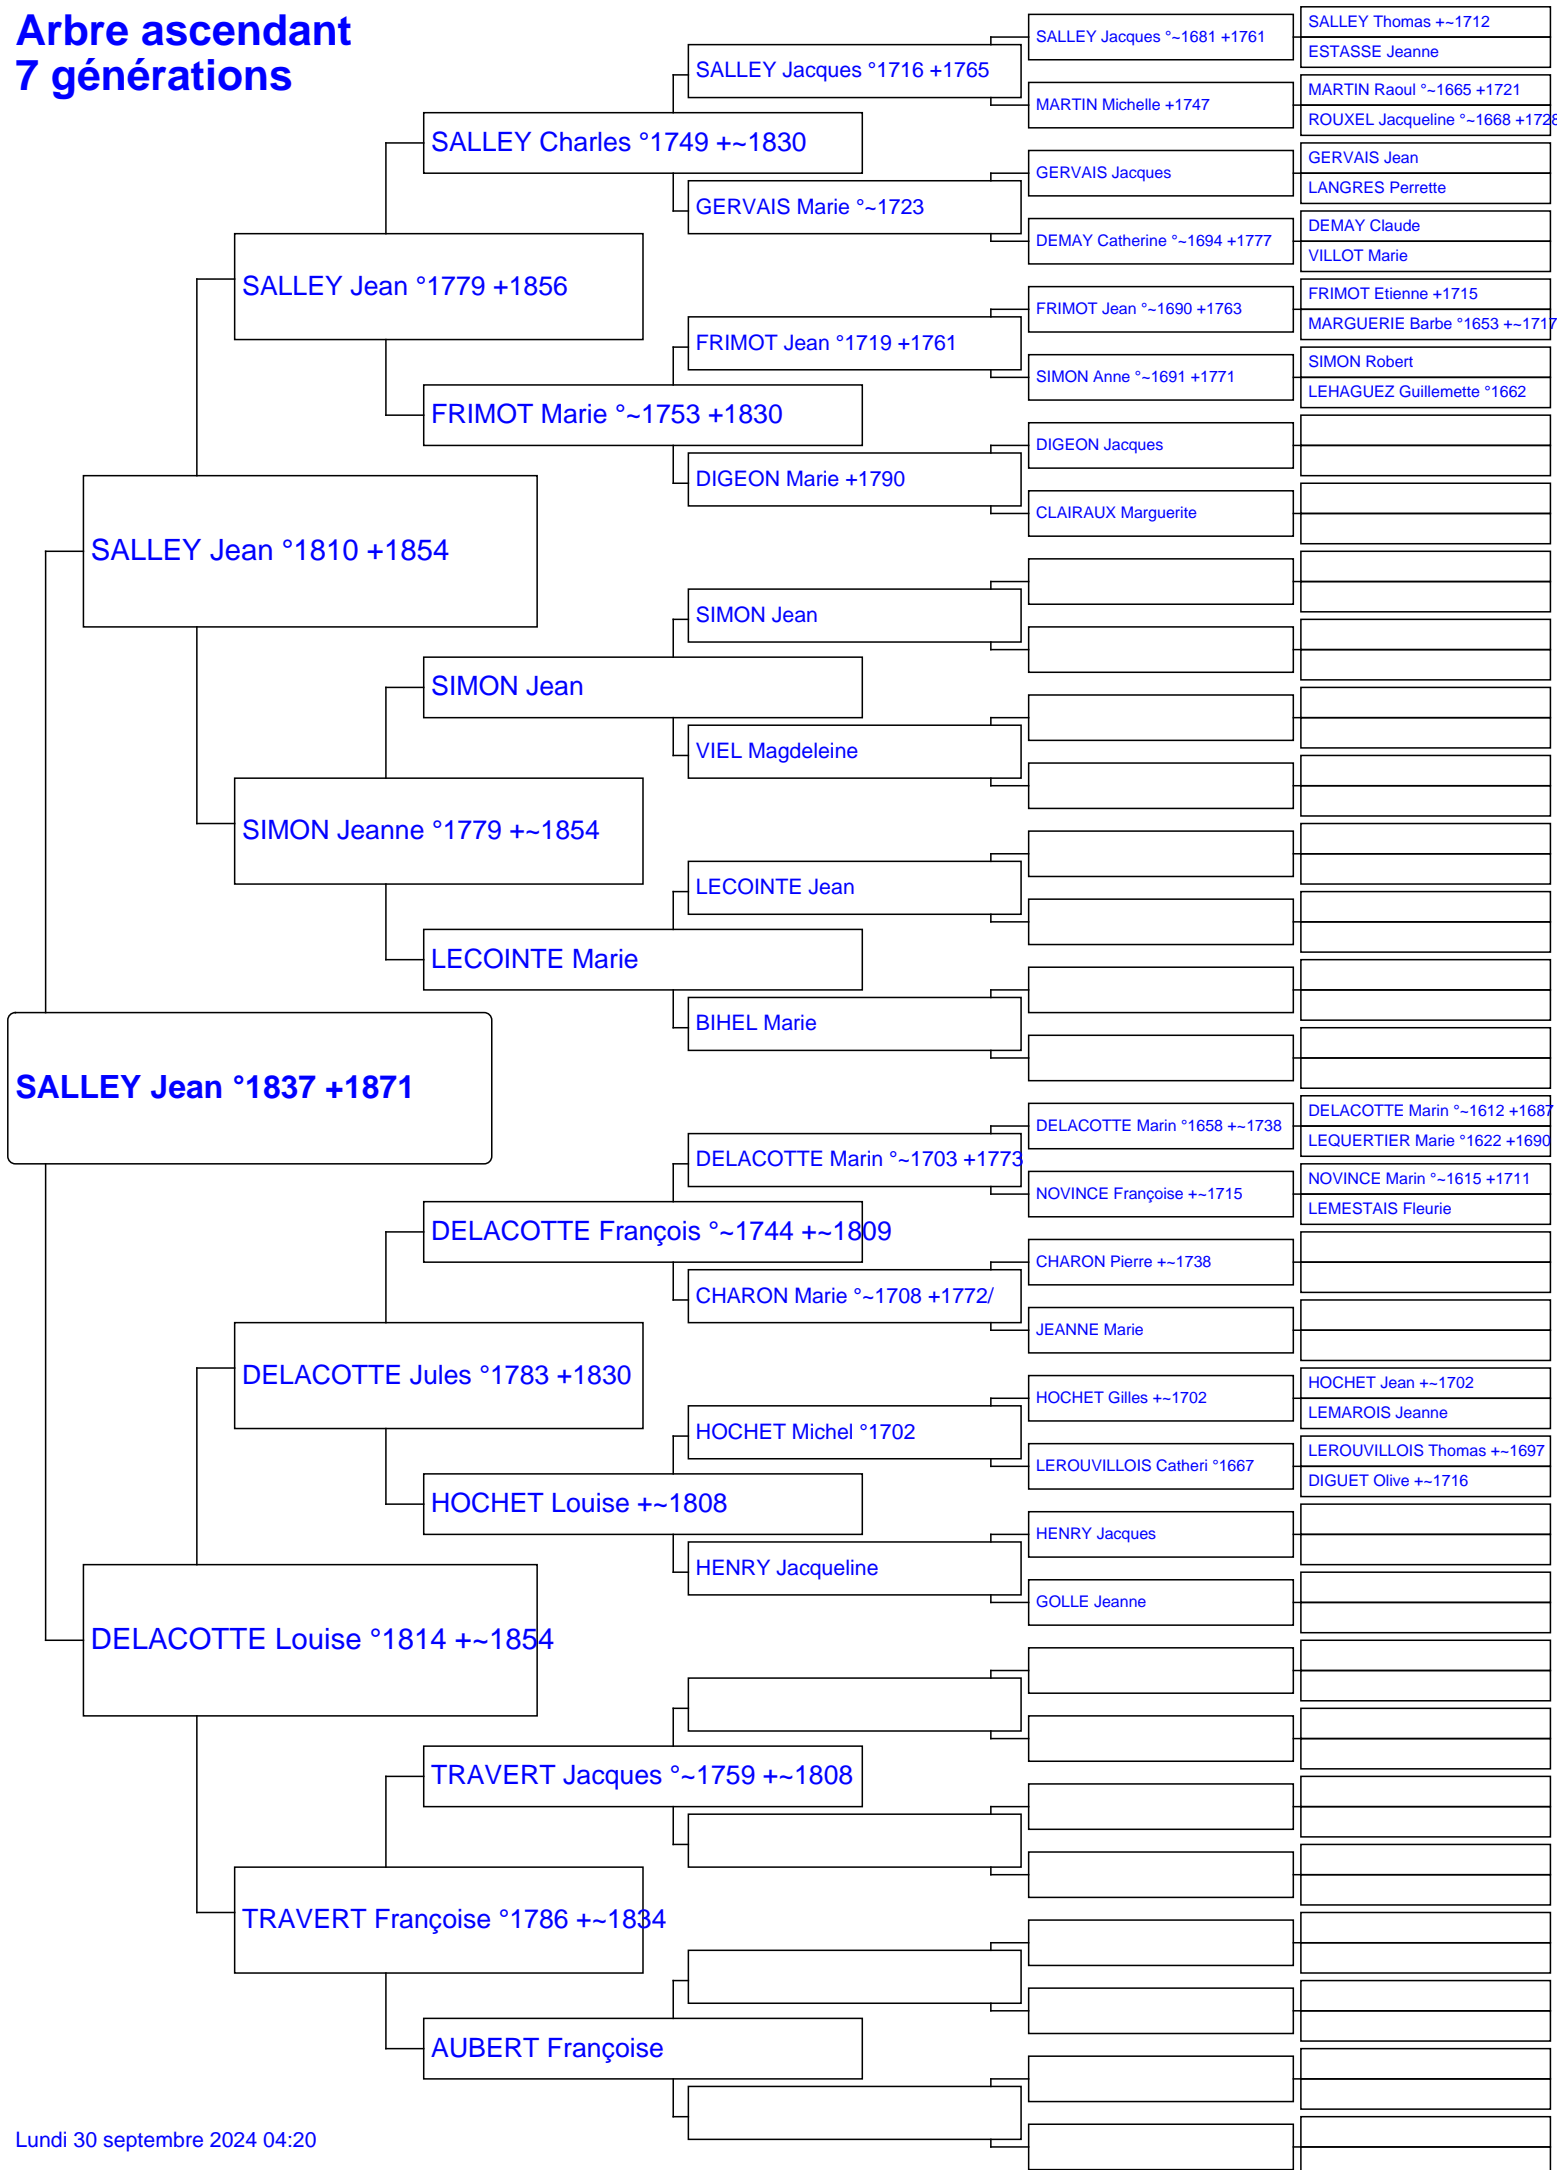 Arbre ascendant
7 générations
SALLEY Jean °1837 +1871
SALLEY Jean °1810 +1854
DELACOTTE Louise °1814 +~1854
SALLEY Jean °1779 +1856
SIMON Jeanne °1779 +~1854
DELACOTTE Jules °1783 +1830
TRAVERT Françoise °1786 +~1834
SALLEY Charles °1749 +~1830
FRIMOT Marie °~1753 +1830
SIMON Jean
LECOINTE Marie
DELACOTTE François °~1744 +~1809
HOCHET Louise +~1808
TRAVERT Jacques °~1759 +~1808
AUBERT Françoise
SALLEY Jacques °1716 +1765
GERVAIS Marie °~1723
FRIMOT Jean °1719 +1761
DIGEON Marie +1790
SIMON Jean
VIEL Magdeleine
LECOINTE Jean
BIHEL Marie
DELACOTTE Marin °~1703 +1773
CHARON Marie °~1708 +1772/
HOCHET Michel °1702
HENRY Jacqueline
SALLEY Jacques °~1681 +1761
MARTIN Michelle +1747
GERVAIS Jacques
DEMAY Catherine °~1694 +1777
FRIMOT Jean °~1690 +1763
SIMON Anne °~1691 +1771
DIGEON Jacques
CLAIRAUX Marguerite
DELACOTTE Marin °1658 +~1738
NOVINCE Françoise +~1715
CHARON Pierre +~1738
JEANNE Marie
HOCHET Gilles +~1702
LEROUVILLOIS Catheri °1667
HENRY Jacques
GOLLE Jeanne
SALLEY Thomas +~1712
ESTASSE Jeanne
MARTIN Raoul °~1665 +1721
ROUXEL Jacqueline °~1668 +1728
GERVAIS Jean
LANGRES Perrette
DEMAY Claude
VILLOT Marie
FRIMOT Etienne +1715
MARGUERIE Barbe °1653 +~1717
SIMON Robert
LEHAGUEZ Guillemette °1662
DELACOTTE Marin °~1612 +1687
LEQUERTIER Marie °1622 +1690
NOVINCE Marin °~1615 +1711
LEMESTAIS Fleurie
HOCHET Jean +~1702
LEMAROIS Jeanne
LEROUVILLOIS Thomas +~1697
DIGUET Olive +~1716
Lundi 30 septembre 2024 04:20